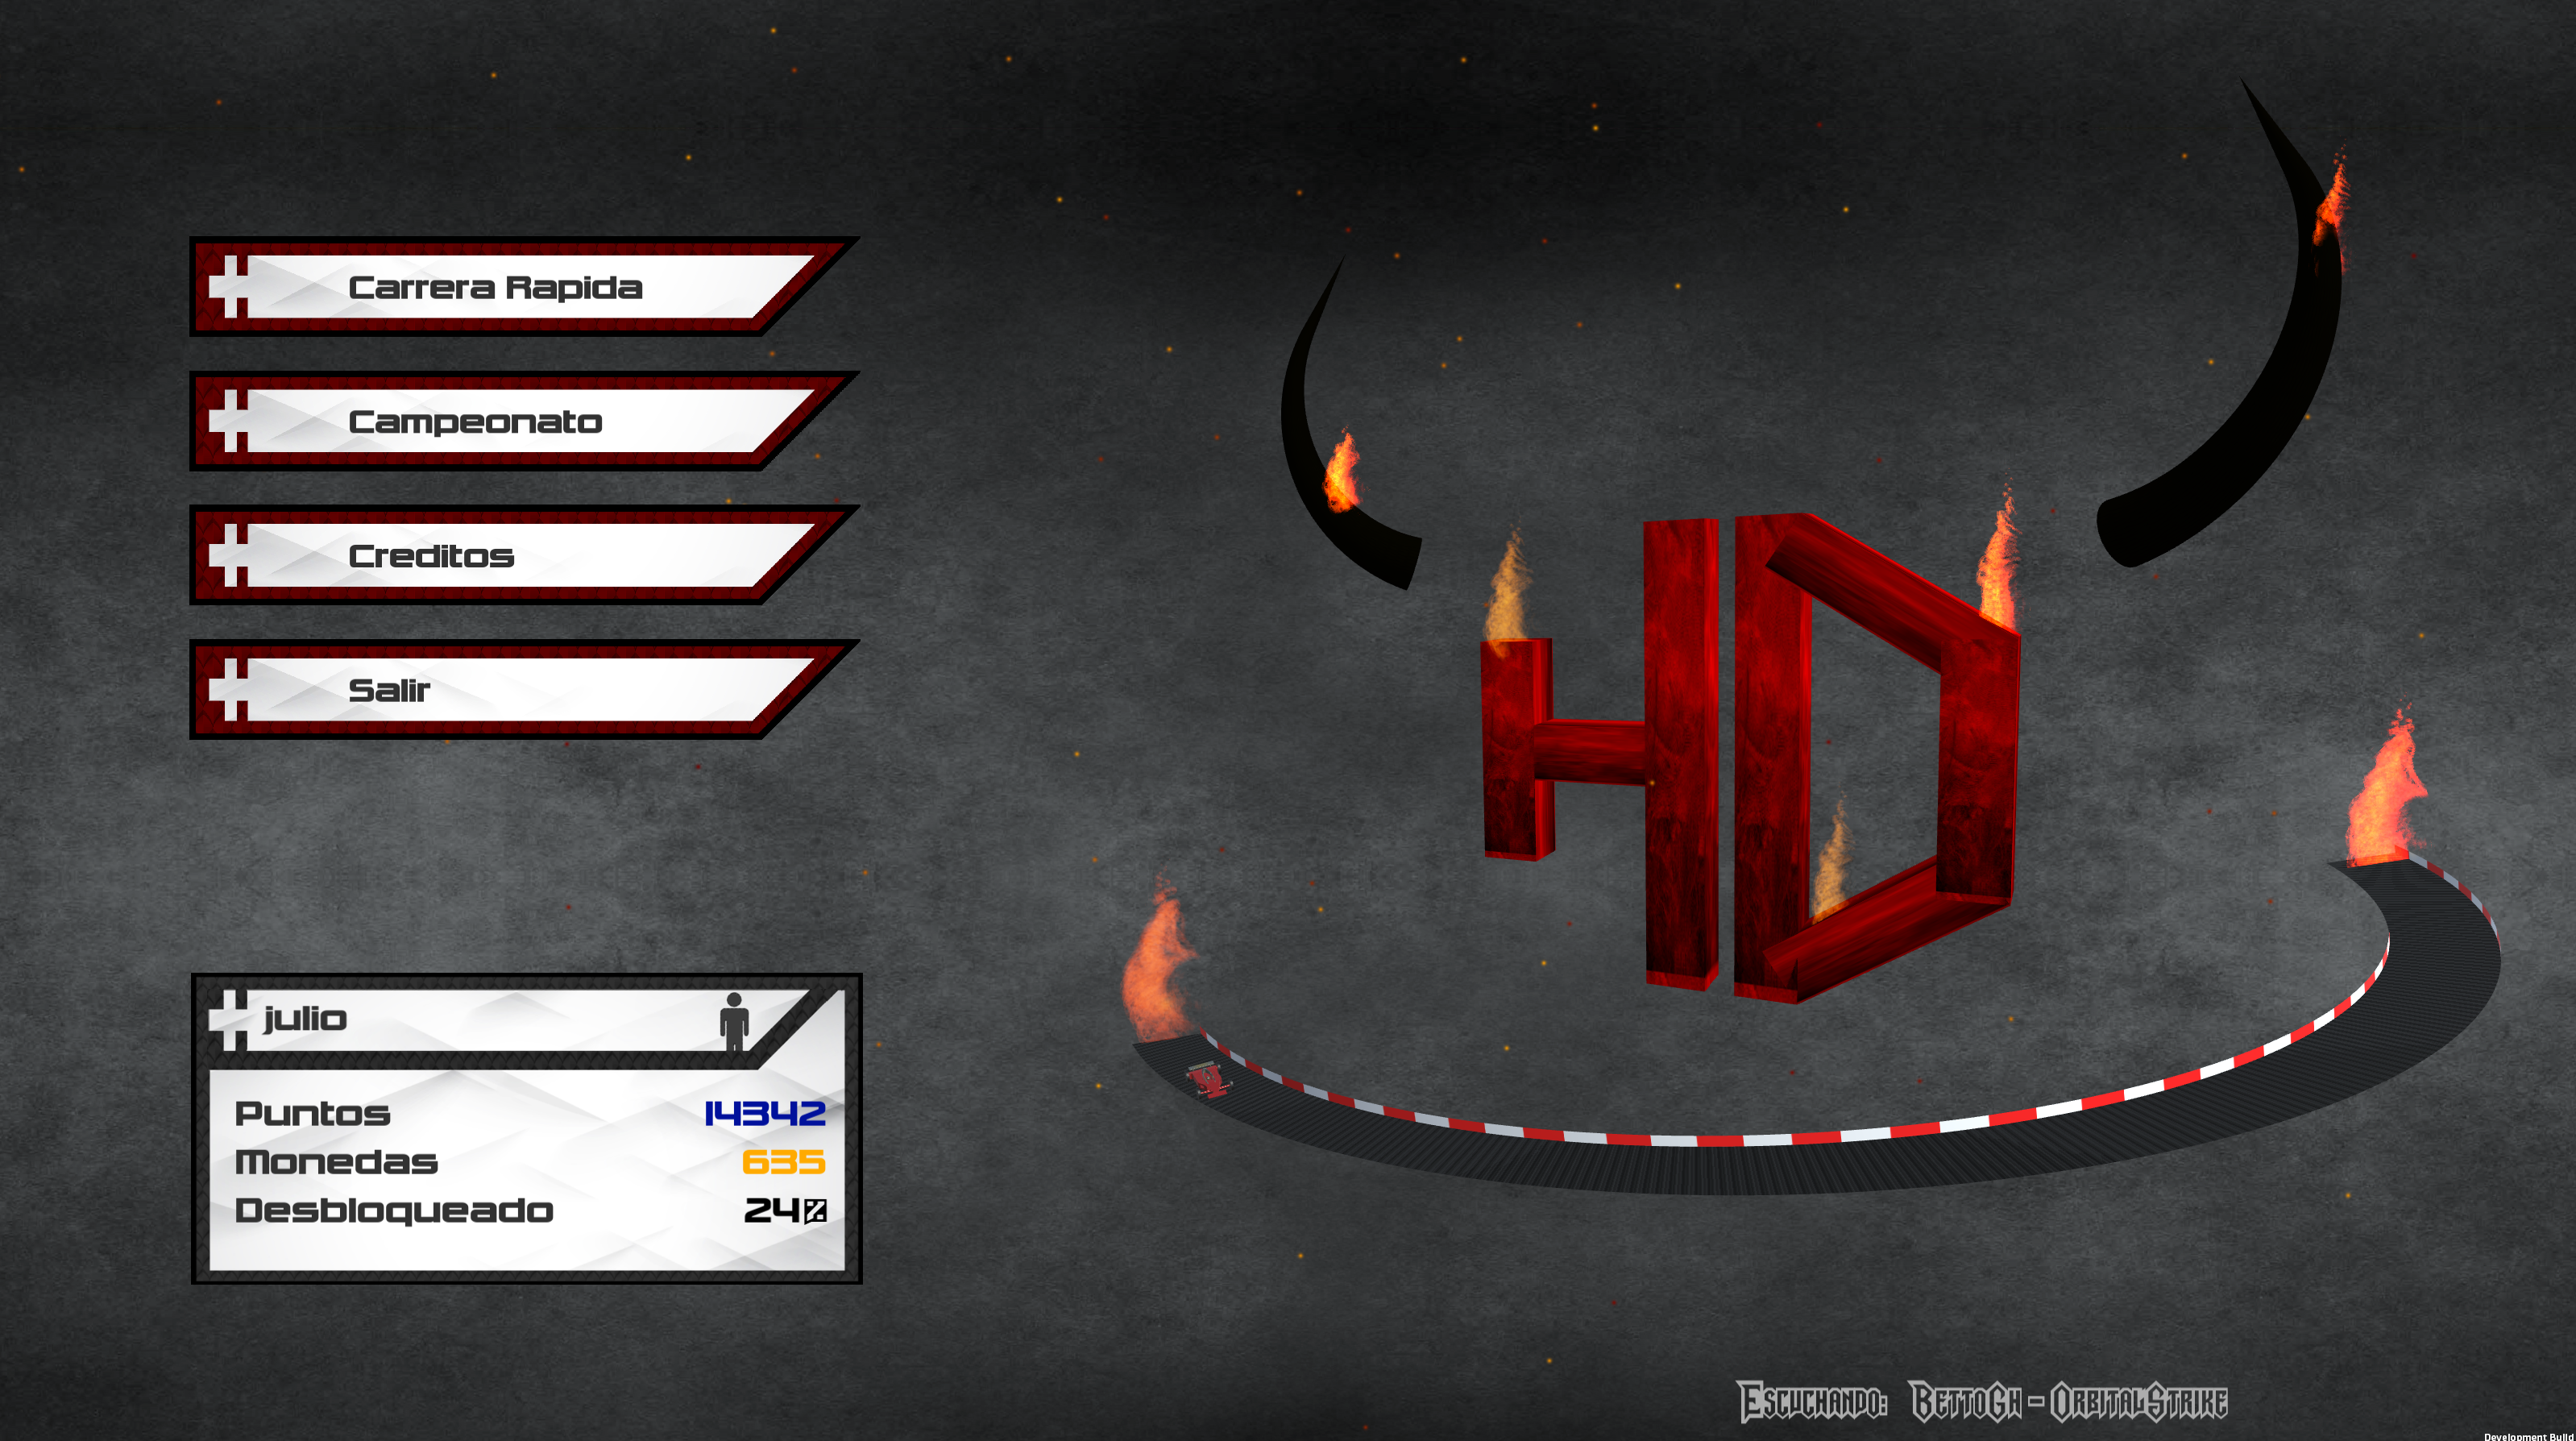 Carrera Rapida
Campeonato
Creditos
Salir
julio
Puntos 14342
Monedas 635
Desbloqueado 24%
HD
Escuchando: BettoGh - OrbitalStrike
Development Build